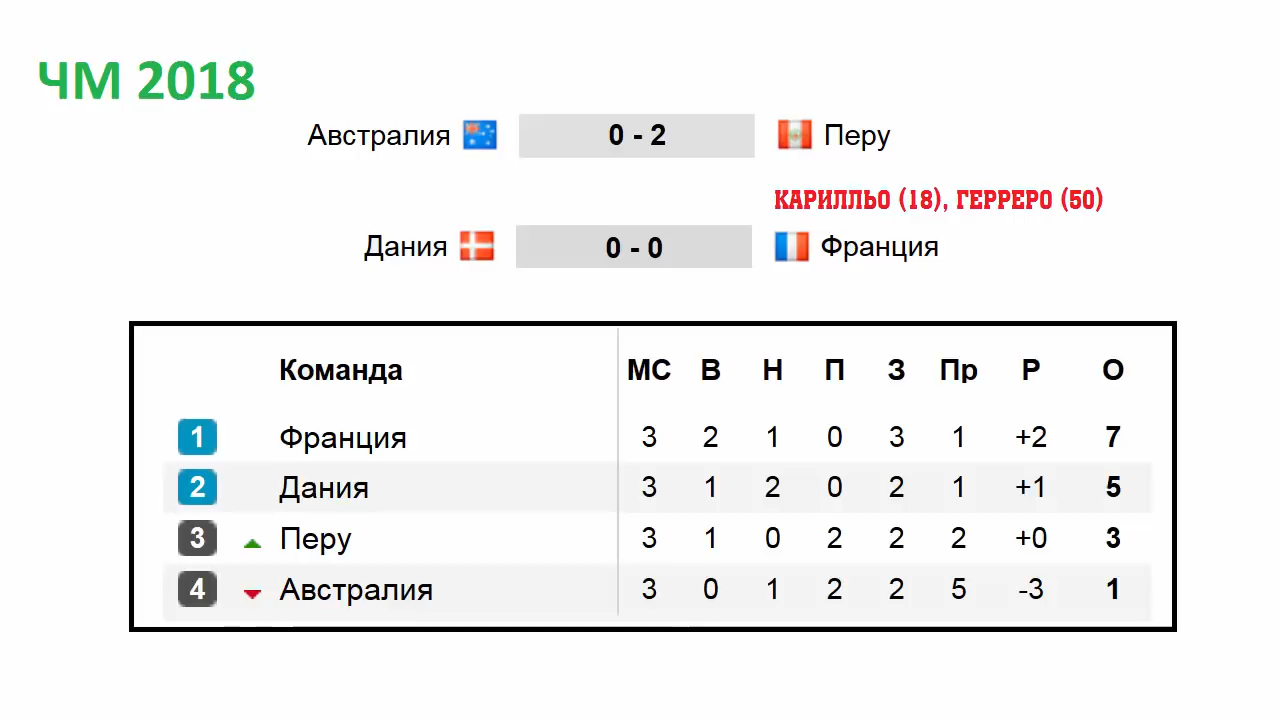 ЧМ 2018
Австралия 0 - 2 Перу
КАРИЛЛЬО (18), ГЕРРЕРО (50)
Дания 0 - 0 Франция
Команда МС В Н П З Пр Р О
1 Франция 3 2 1 0 3 1 +2 7
2 Дания 3 1 2 0 2 1 +1 5
3 Перу 3 1 0 2 2 2 +0 3
4 Австралия 3 0 1 2 2 5 -3 1